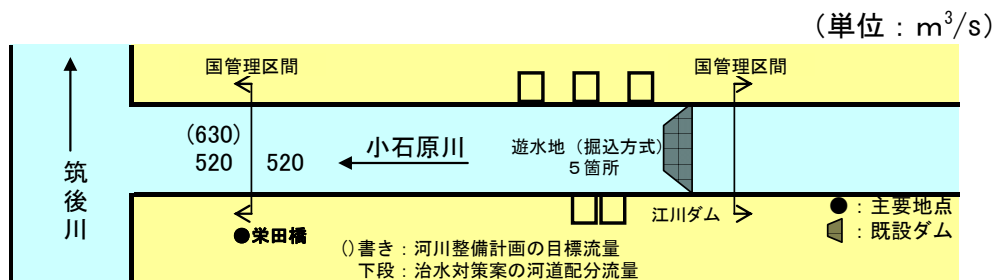 (単位：m³/s)
国管理区間
国管理区間
(630)
520
520
小石原川
遊水地（掘込方式）
５箇所
筑後川
江川ダム
●栄田橋
●：主要地点
：既設ダム
()書き：河川整備計画の目標流量
下段：治水対策案の河道配分流量